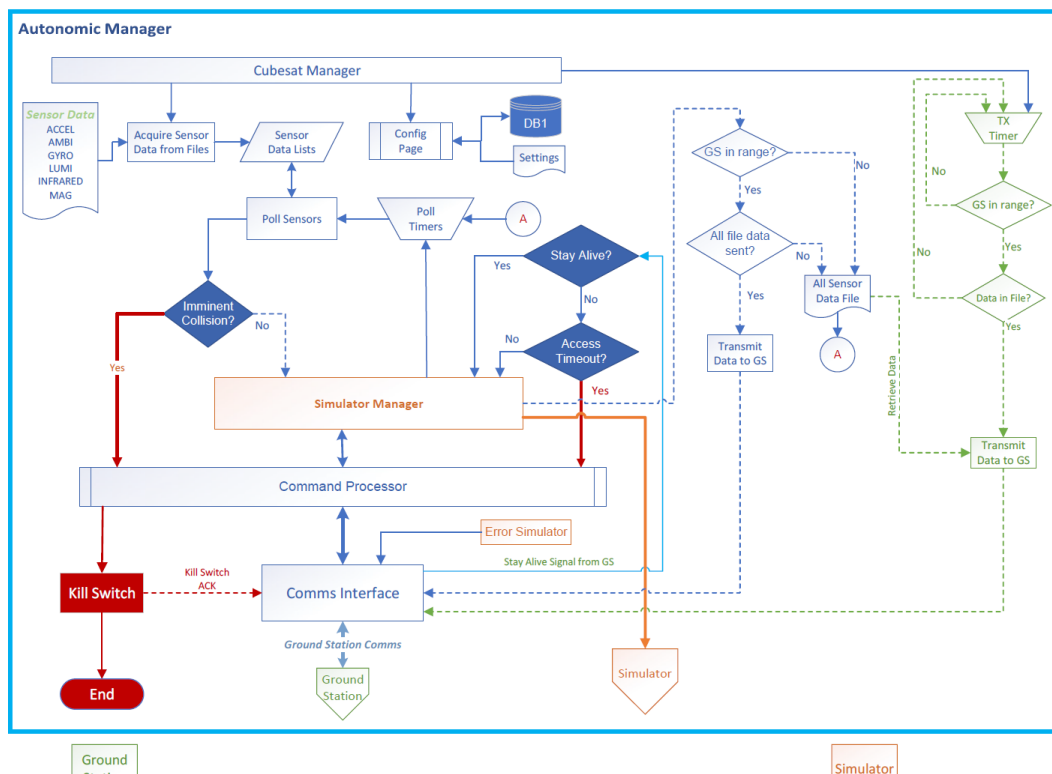 Autonomic Manager
Cubesat Manager
Sensor Data
ACCEL
AMBI
GYRO
LUMI
INFRARED
MAG
Acquire Sensor
Data from Files
Sensor
Data Lists
Config
Page
DB1
Settings
GS in range?
No
Yes
TX
Timer
No
GS in range?
Yes
Poll Sensors
Poll
Timers
A
All file data
sent?
No
Yes
No
Data in File?
Yes
Stay Alive?
Yes
No
All Sensor
Data File
A
Imminent
Collision?
No
Yes
Access
Timeout?
No
Yes
Transmit
Data to GS
Retrieve Data
Simulator Manager
Transmit
Data to GS
Command Processor
Error Simulator
Stay Alive Signal from GS
Kill Switch
Kill Switch
ACK
Comms Interface
Ground Station Comms
Ground
Station
Simulator
End
Ground
Simulator